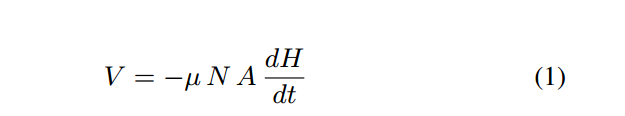 V = −μ N A dH/dt (1)